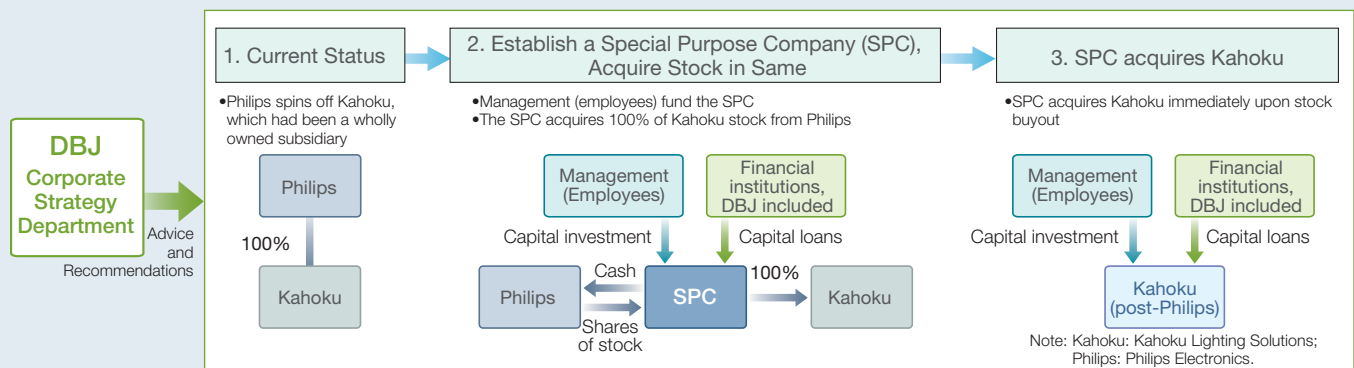 DBJ
Corporate
Strategy
Department
Advice
and
Recommendations
1. Current Status
•Philips spins off Kahoku,
which had been a wholly
owned subsidiary
Philips
100%
Kahoku
2. Establish a Special Purpose Company (SPC),
Acquire Stock in Same
•Management (employees) fund the SPC
•The SPC acquires 100% of Kahoku stock from Philips
Management
(Employees)
Financial
institutions,
DBJ included
Capital investment
Capital loans
Philips
Cash
Shares
of stock
SPC
100%
Kahoku
3. SPC acquires Kahoku
•SPC acquires Kahoku immediately upon stock
buyout
Management
(Employees)
Financial
institutions,
DBJ included
Capital investment
Capital loans
Kahoku
(post-Philips)
Note: Kahoku: Kahoku Lighting Solutions;
Philips: Philips Electronics.